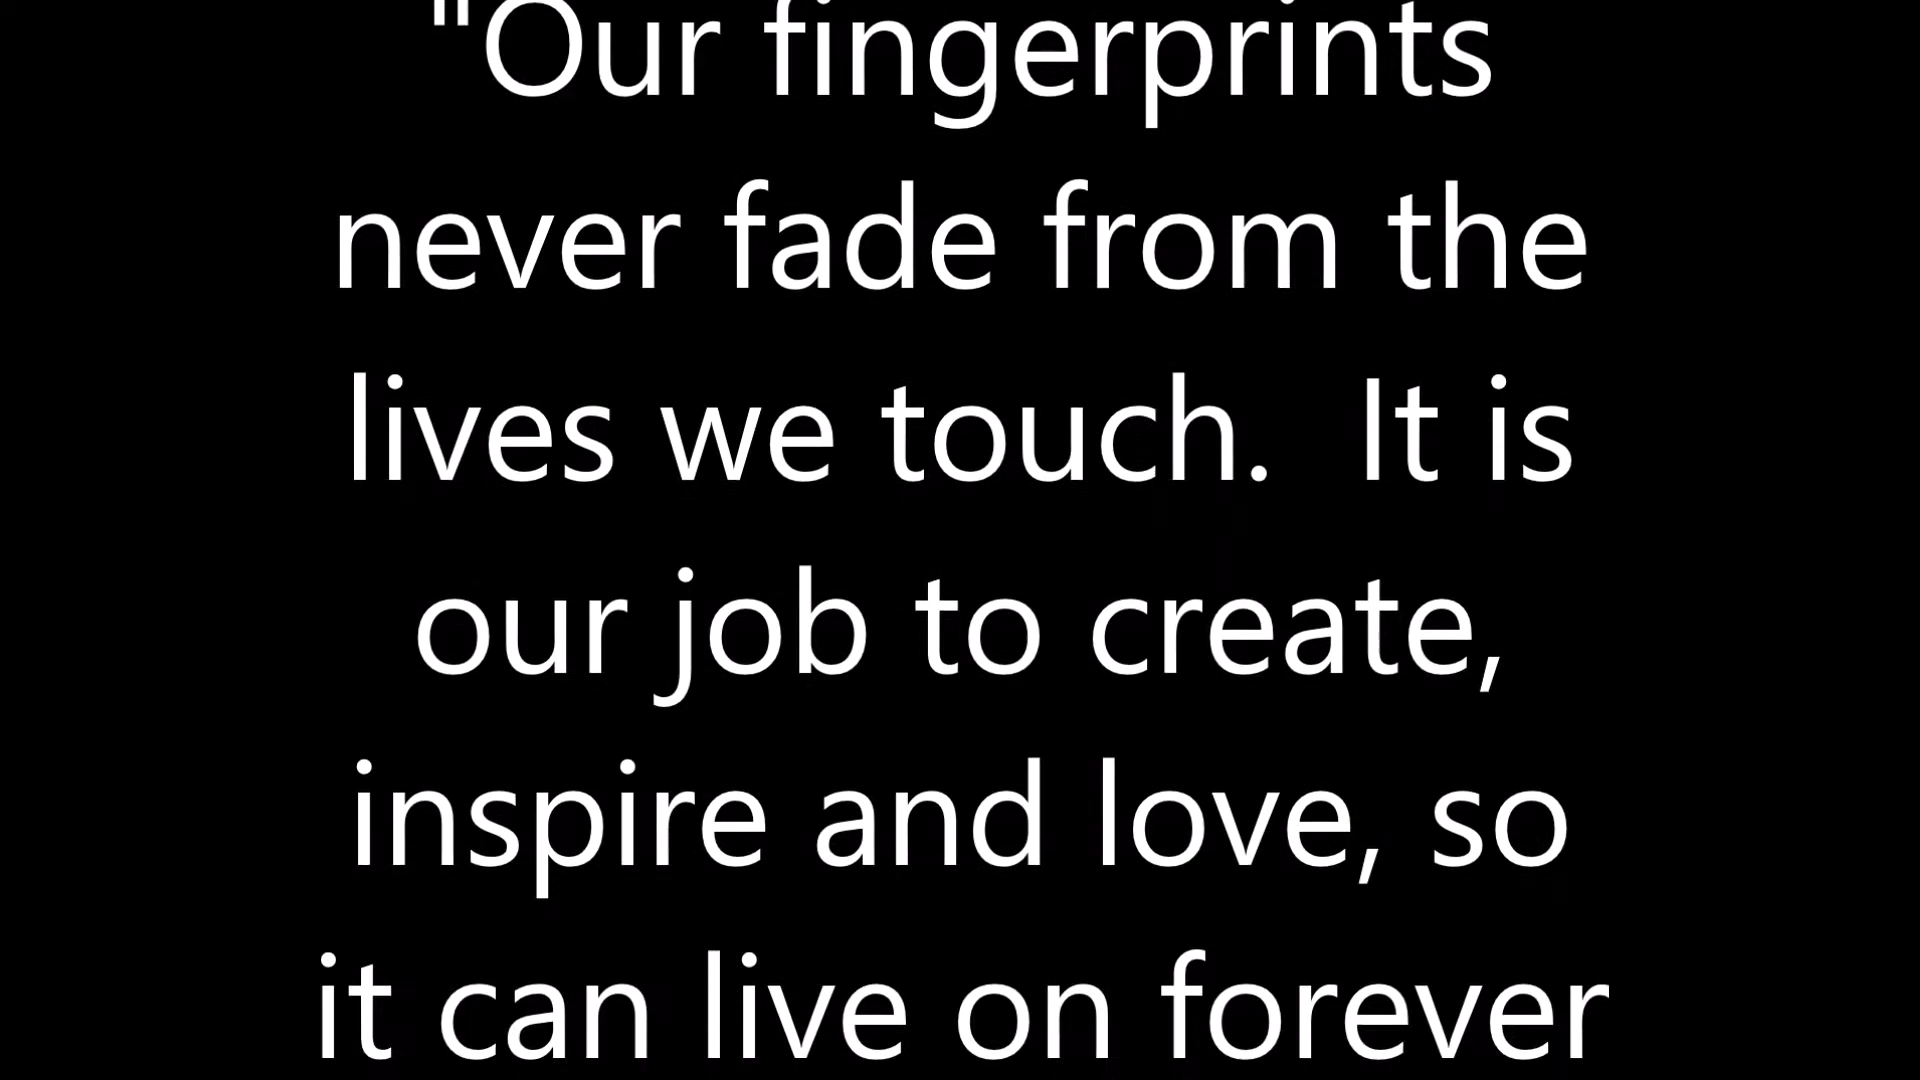 "Our fingerprints
never fade from the
lives we touch.  It is
our job to create,
inspire and love, so
it can live on forever